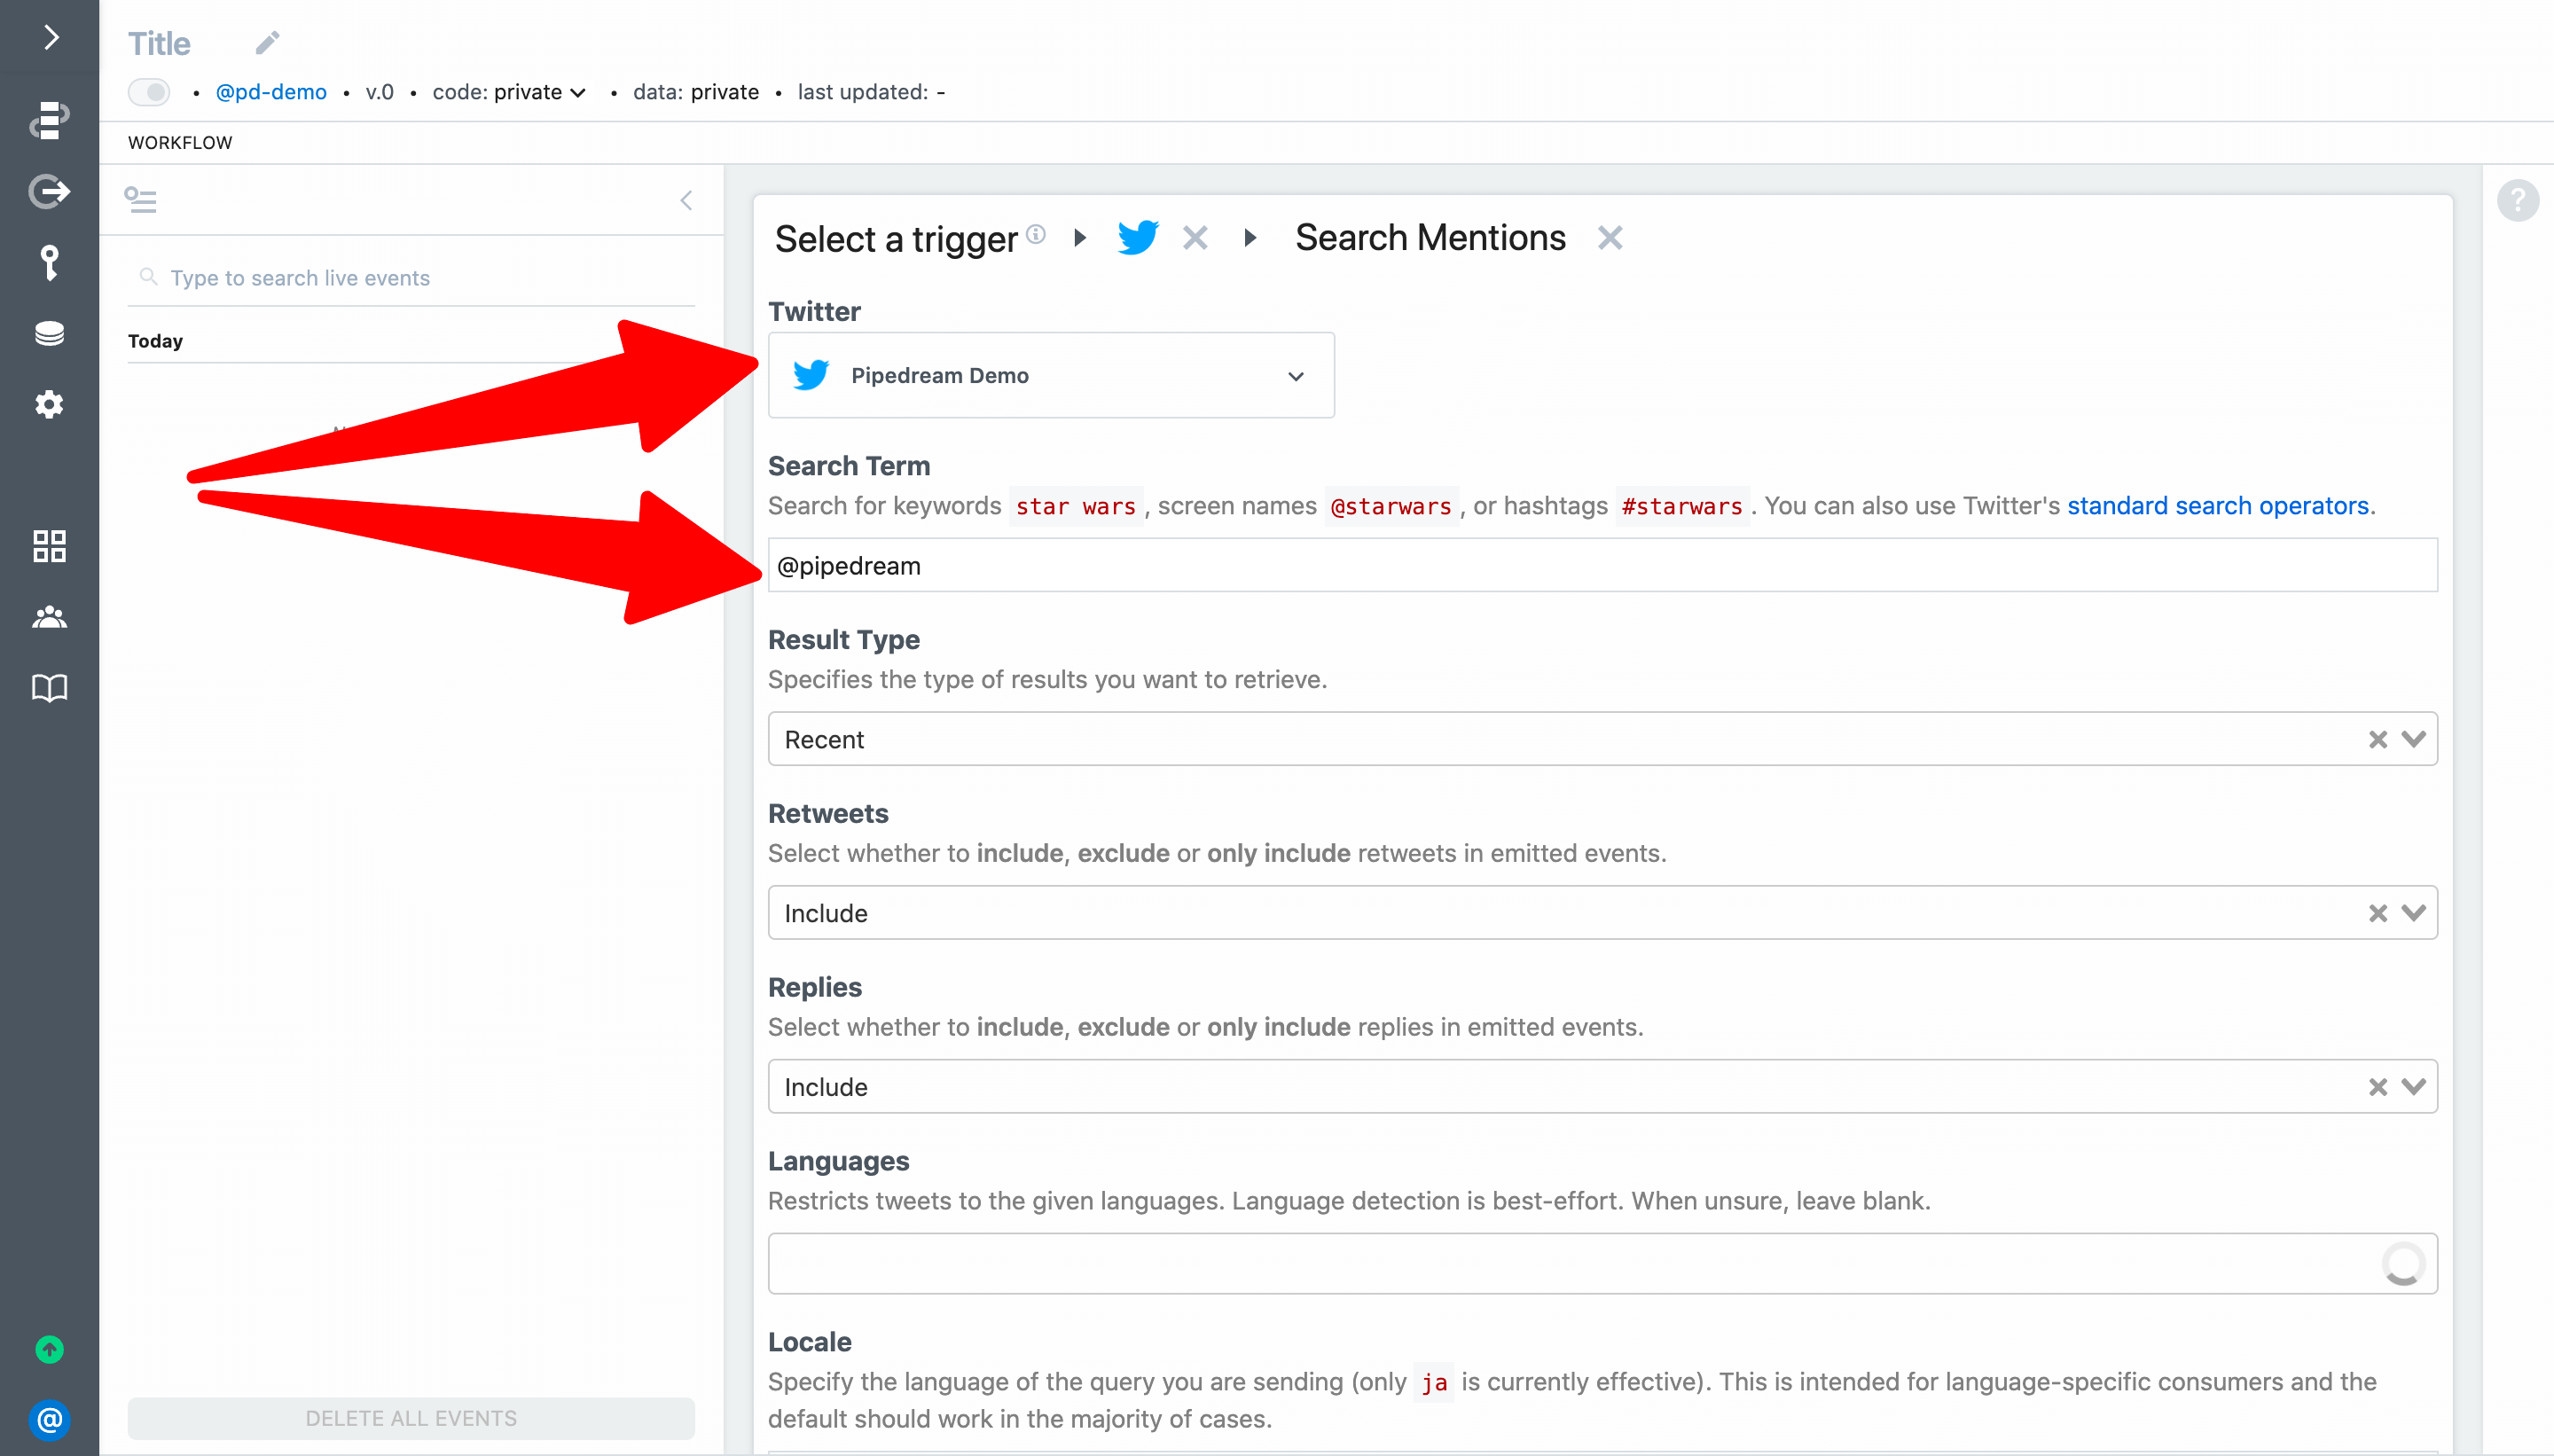 Title
• @pd-demo • v.0 • code: private • data: private • last updated: -
WORKFLOW
Type to search live events
Today
DELETE ALL EVENTS
Select a trigger Search Mentions
Twitter
Pipedream Demo
Search Term
Search for keywords star wars, screen names @starwars, or hashtags #starwars. You can also use Twitter's standard search operators.
@pipedream
Result Type
Specifies the type of results you want to retrieve.
Recent
Retweets
Select whether to include, exclude or only include retweets in emitted events.
Include
Replies
Select whether to include, exclude or only include replies in emitted events.
Include
Languages
Restricts tweets to the given languages. Language detection is best-effort. When unsure, leave blank.
Locale
Specify the language of the query you are sending (only ja is currently effective). This is intended for language-specific consumers and the
default should work in the majority of cases.